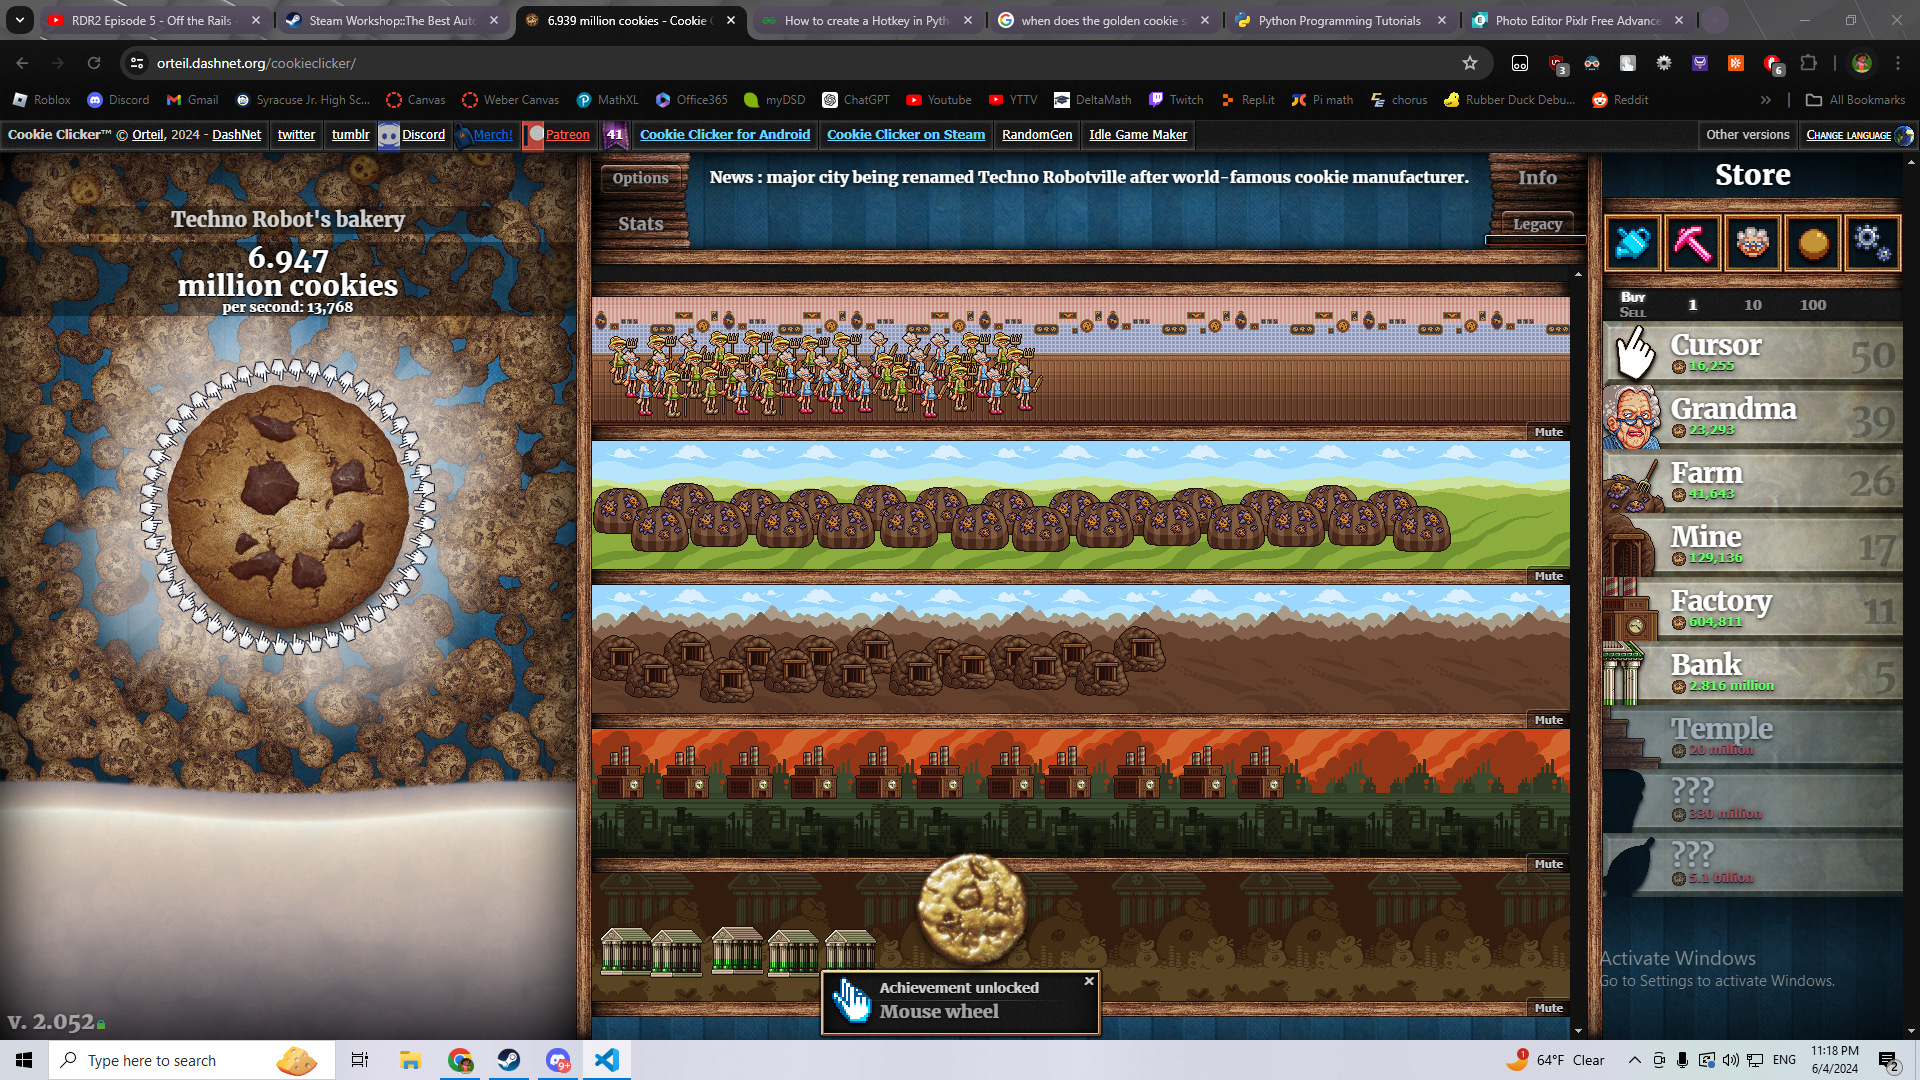 RDR2 Episode 5 - Off the Rails -
Steam Workshop::The Best Auto
6.939 million cookies - Cookie C
How to create a Hotkey in Pyth
when does the golden cookie s
Python Programming Tutorials
Photo Editor Pixlr Free Advance
orteil.dashnet.org/cookieclicker/
3
6
Roblox
Discord
Gmail
Syracuse Jr. High Sc...
Canvas
Weber Canvas
MathXL
Office365
myDSD
ChatGPT
Youtube
YTTV
DeltaMath
Twitch
Repl.it
Pi math
chorus
Rubber Duck Debu...
Reddit
All Bookmarks
Cookie Clicker™ © Orteil, 2024 - DashNet
twitter
tumblr
Discord
Merch!
Patreon
41
Cookie Clicker for Android
Cookie Clicker on Steam
RandomGen
Idle Game Maker
Other versions
Change language
Techno Robot's bakery
6.947
million cookies
per second: 13,768
v. 2.052
Options
Stats
News : major city being renamed Techno Robotville after world-famous cookie manufacturer.
Info
Legacy
Mute
Mute
Mute
Mute
Mute
Achievement unlocked
Mouse wheel
Store
Buy
Sell
1
10
100
Cursor
16,255
50
Grandma
23,293
39
Farm
41,643
26
Mine
129,136
17
Factory
604,811
11
Bank
2.816 million
5
Temple
20 million
???
330 million
???
5.1 billion
Activate Windows
Go to Settings to activate Windows.
Type here to search
9+
1
64°F Clear
ENG
11:18 PM
6/4/2024
2